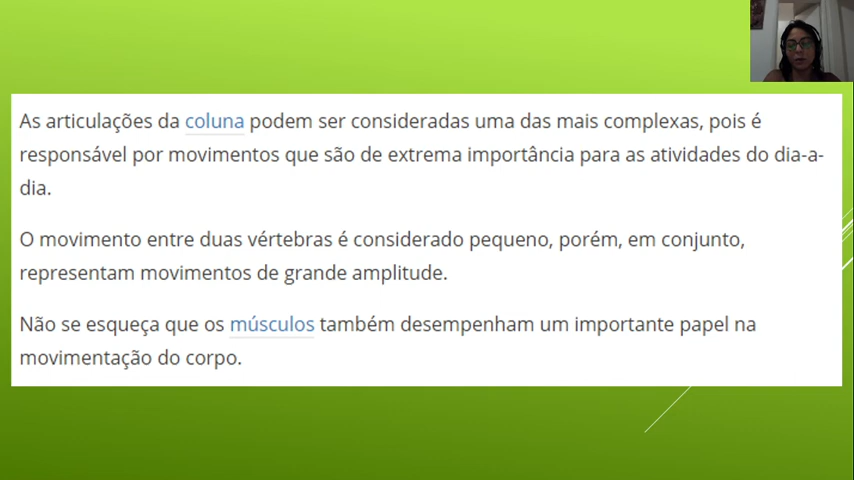 As articulações da coluna podem ser consideradas uma das mais complexas, pois é
responsável por movimentos que são de extrema importância para as atividades do dia-a-
dia.
O movimento entre duas vértebras é considerado pequeno, porém, em conjunto,
representam movimentos de grande amplitude.
Não se esqueça que os músculos também desempenham um importante papel na
movimentação do corpo.